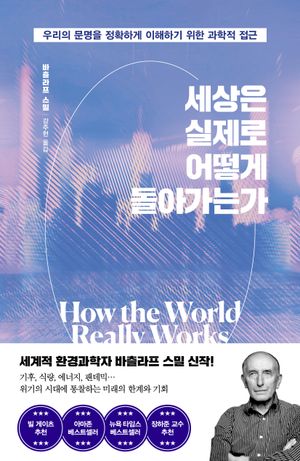 우리의 문명을 정확하게 이해하기 위한 과학적 접근
바츨라프 스밀
강주헌 옮김
세상은
실제로
어떻게
돌아가는가
How the World
Really Works
세계적 환경과학자 바츨라프 스밀 신작!
기후, 식량, 에너지, 팬데믹…
위기의 시대에 통찰하는 미래의 한계와 기회
빌 게이츠
추천
아마존
베스트셀러
뉴욕 타임스
베스트셀러
장하준 교수
추천